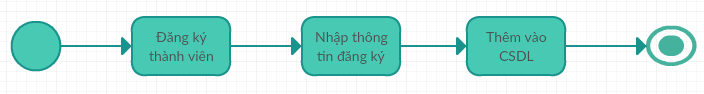 Đăng ký
thành viên
Nhập thông
tin đăng ký
Thêm vào
CSDL